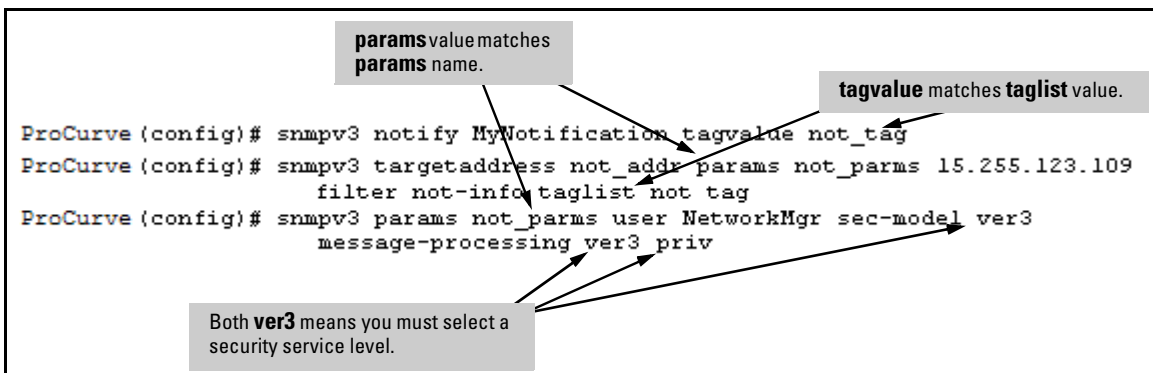 params value matches
params name.
tagvalue matches taglist value.
ProCurve (config)# snmpv3 notify MyNotification tagvalue not_tag
ProCurve (config)# snmpv3 targetaddress not_addr params not_parms 15.255.123.109
filter not-info taglist not tag
ProCurve (config)# snmpv3 params not_parms user NetworkMgr sec-model ver3
message-processing ver3 priv
Both ver3 means you must select a
security service level.